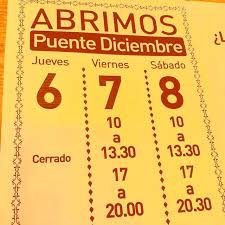 ABRIMOS
Puente Diciembre
Jueves Viernes Sábado
6 7 8
10 10
a a
13.30 13.30
Cerrado
17 17
a a
20.00 20.30
¿L